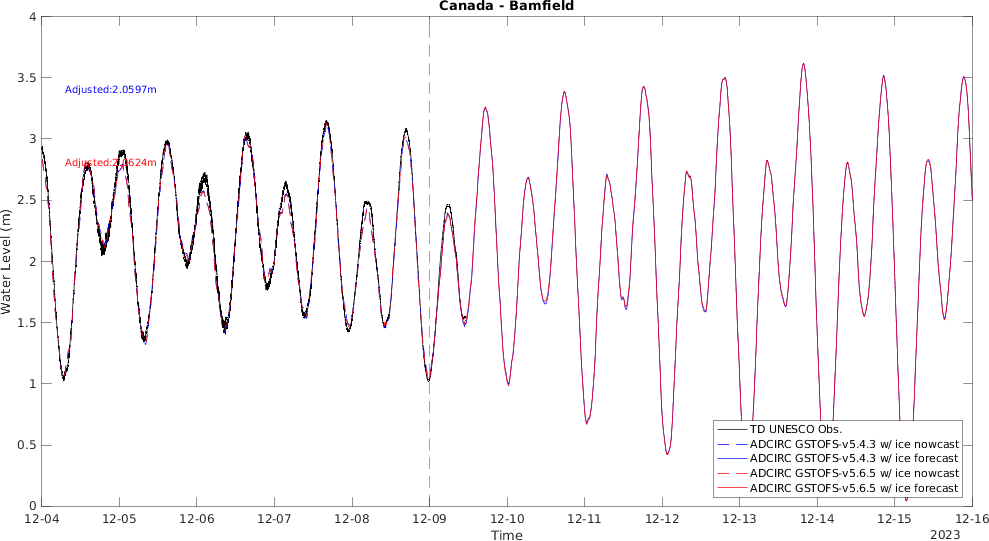 Canada - Bamfield
4
3.5
3
2.5
2
1.5
1
0.5
0
Water Level (m)
Adjusted:2.0597m
Adjusted:2.0624m
TD UNESCO Obs.
ADCIRC GSTOFS-v5.4.3 w/ ice nowcast
ADCIRC GSTOFS-v5.4.3 w/ ice forecast
ADCIRC GSTOFS-v5.6.5 w/ ice nowcast
ADCIRC GSTOFS-v5.6.5 w/ ice forecast
12-04 12-05 12-06 12-07 12-08 12-09 12-10 12-11 12-12 12-13 12-14 12-15 12-16
Time
2023